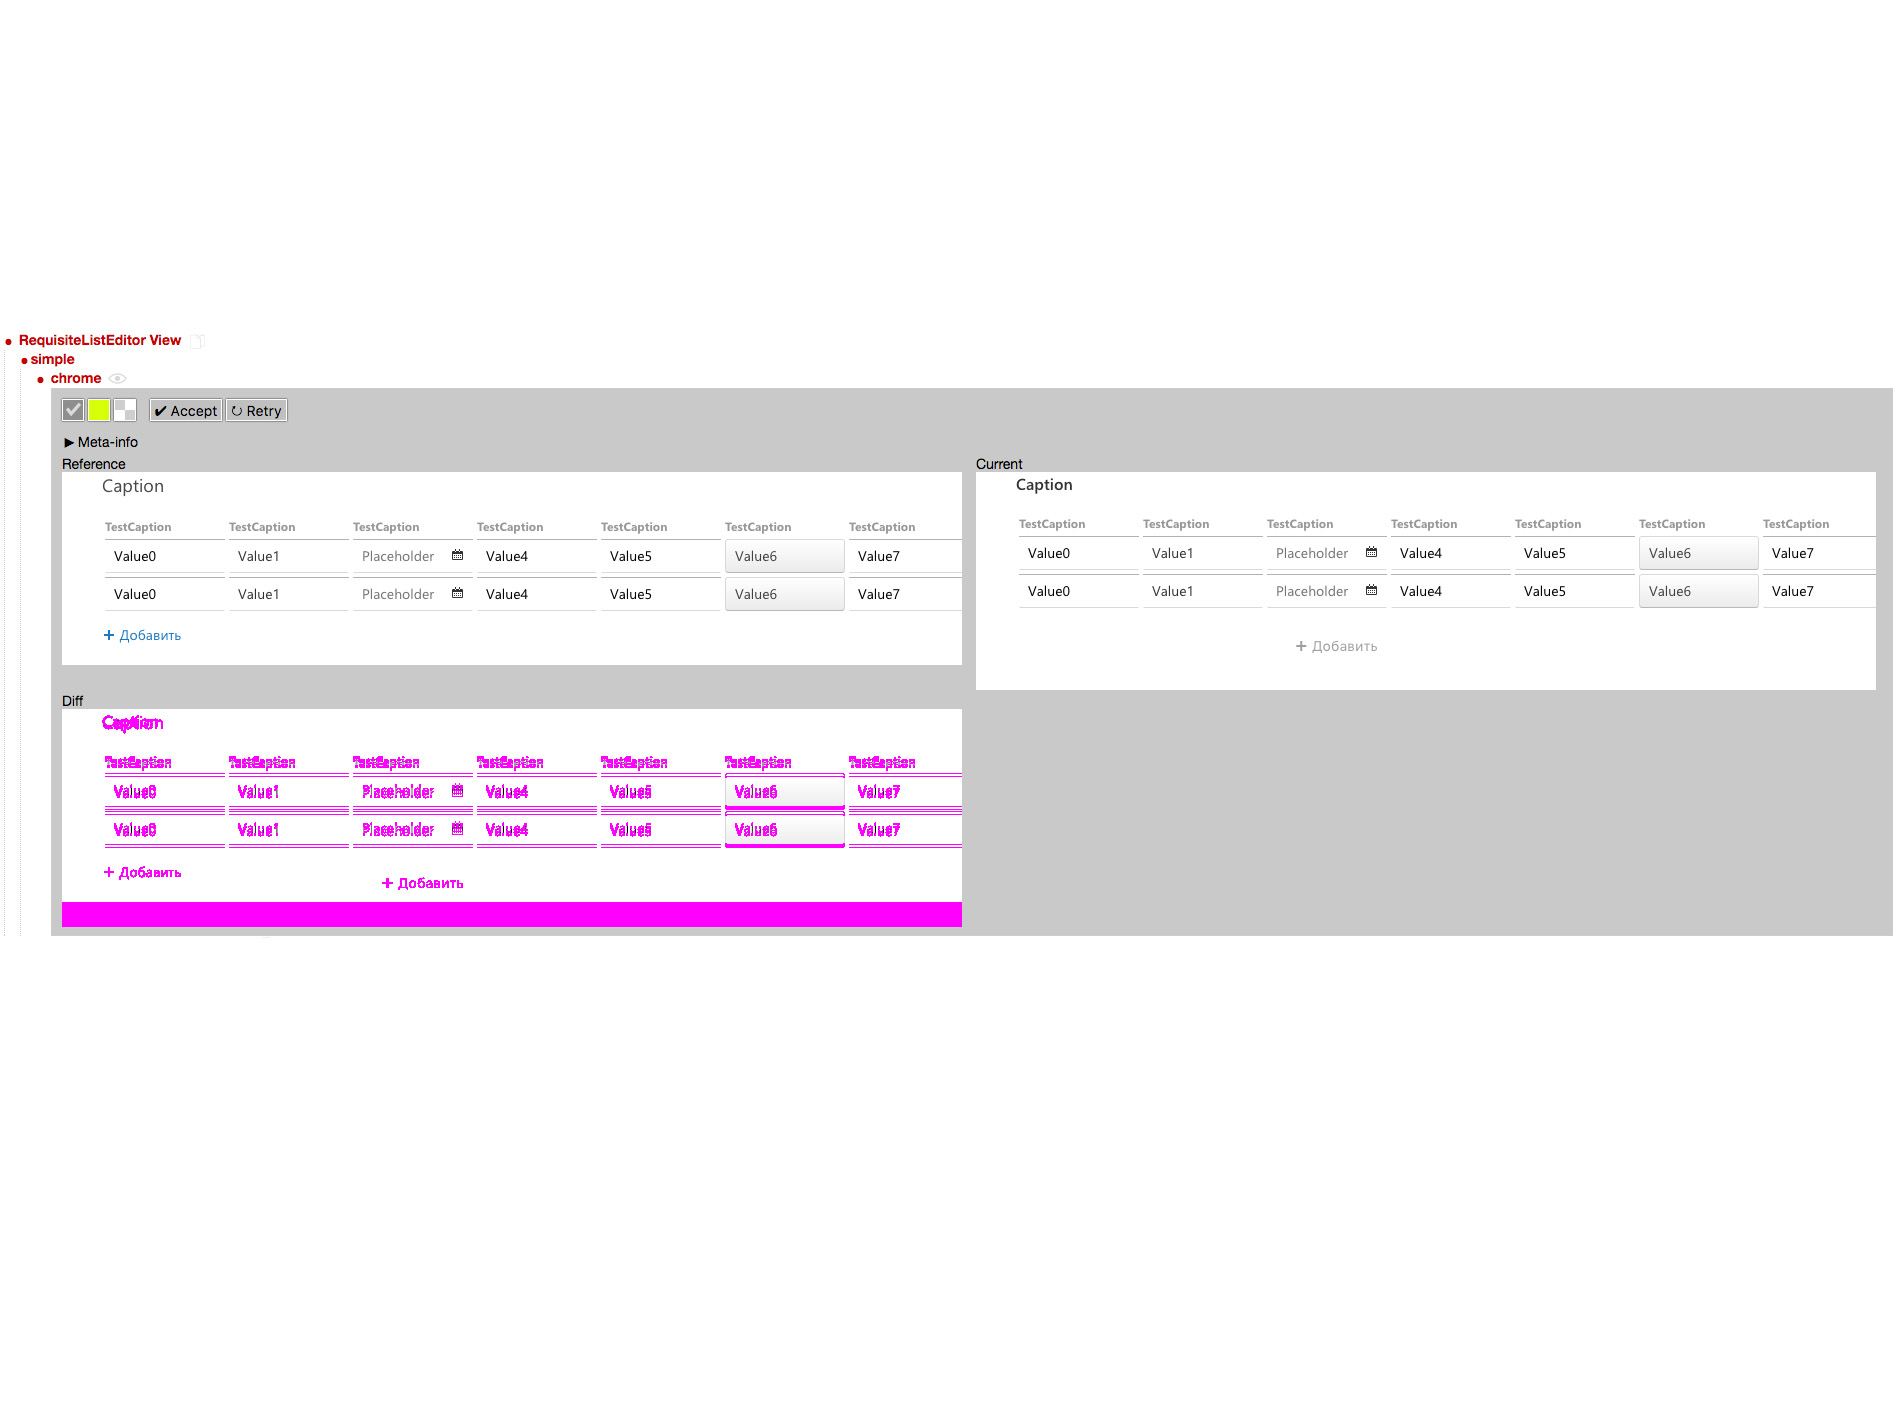 RequisiteListEditor View
simple
chrome
Accept Retry
Meta-info
Reference
Caption
TestCaption TestCaption TestCaption TestCaption TestCaption TestCaption TestCaption
Value0 Value1 Placeholder Value4 Value5 Value6 Value7
Value0 Value1 Placeholder Value4 Value5 Value6 Value7
+ Добавить
Current
Caption
TestCaption TestCaption TestCaption TestCaption TestCaption TestCaption TestCaption
Value0 Value1 Placeholder Value4 Value5 Value6 Value7
Value0 Value1 Placeholder Value4 Value5 Value6 Value7
+ Добавить
Diff
Caption
TestCaption TestCaption TestCaption TestCaption TestCaption TestCaption TestCaption
Value0 Value1 Placeholder Value4 Value5 Value6 Value7
Value0 Value1 Placeholder Value4 Value5 Value6 Value7
+ Добавить
+ Добавить